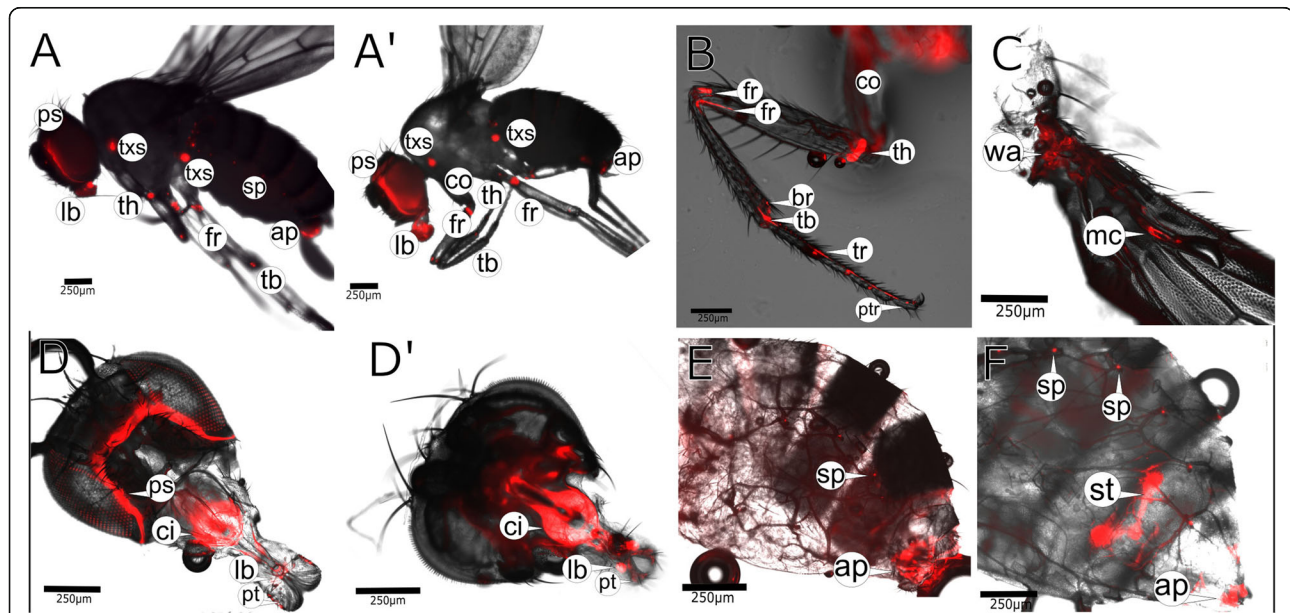 A
ps
txs
txs
sp
lb
th
fr
ap
tb
250µm
A'
ps
txs
txs
ap
co
th
lb
fr
fr
tb
250µm
B
fr
fr
co
th
br
tb
tr
ptr
250µm
C
wa
mc
250µm
D
ps
ci
lb
pt
250µm
D'
ci
lb
pt
250µm
E
sp
ap
250µm
F
sp
sp
st
ap
250µm